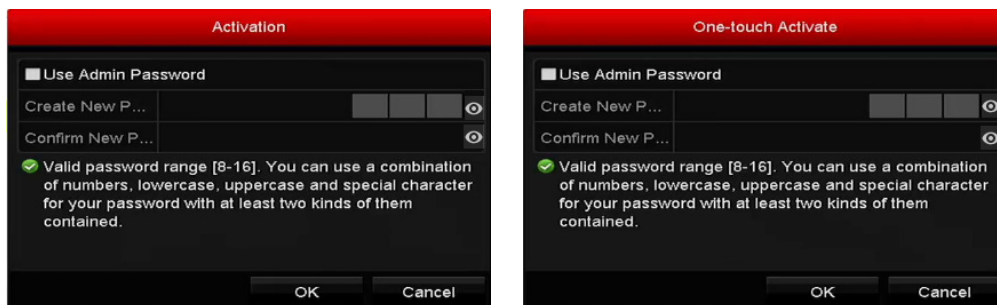 Activation
Use Admin Password
Create New P...
Confirm New P...
Valid password range [8-16]. You can use a combination
of numbers, lowercase, uppercase and special character
for your password with at least two kinds of them
contained.
OK Cancel
One-touch Activate
Use Admin Password
Create New P...
Confirm New P...
Valid password range [8-16]. You can use a combination
of numbers, lowercase, uppercase and special character
for your password with at least two kinds of them
contained.
OK Cancel